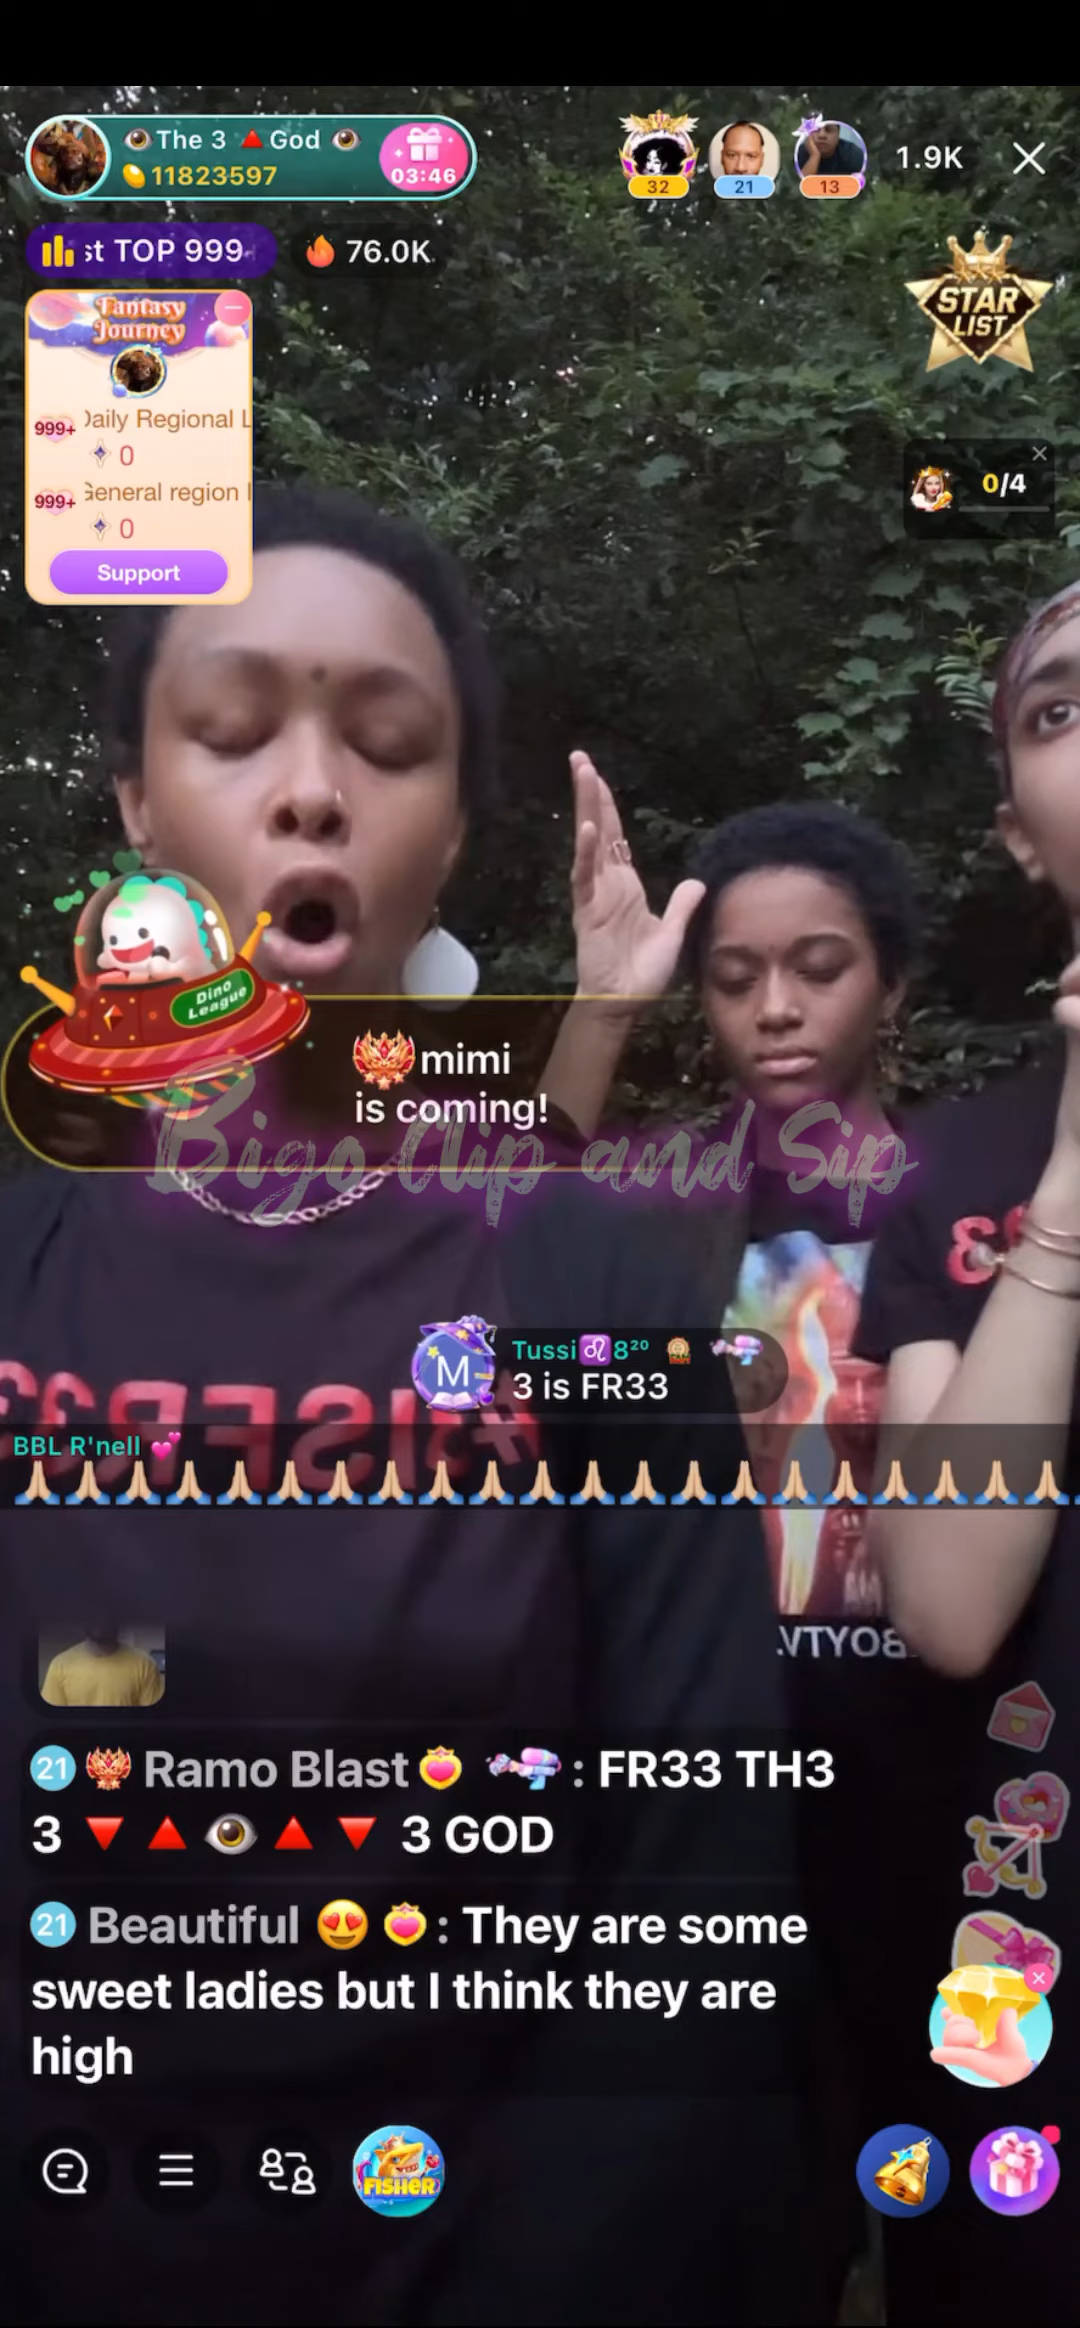 👁The 3 🔺God 👁
11823597
03:46
32
21
13
1.9K
st TOP 999
76.0K
STAR
LIST
Fantasy
Journey
999+
Daily Regional L
0
999+
General region
0
Support
0/4
Dino
League
mimi
is coming!
Bigo Clip and Sip
Tussi♌8²⁰
M
3 is FR33
#3ISFR33
BBL R'nell 💕
🙏🏼🙏🏼🙏🏼🙏🏼🙏🏼🙏🏼🙏🏼🙏🏼🙏🏼🙏🏼🙏🏼🙏🏼🙏🏼🙏🏼🙏🏼🙏🏼🙏🏼🙏🏼🙏🏼🙏🏼🙏🏼
21 Ramo Blast : FR33 TH3
3 🔻🔺👁🔺🔻 3 GOD
21 Beautiful 😍 : They are some
sweet ladies but I think they are
high
FISHER